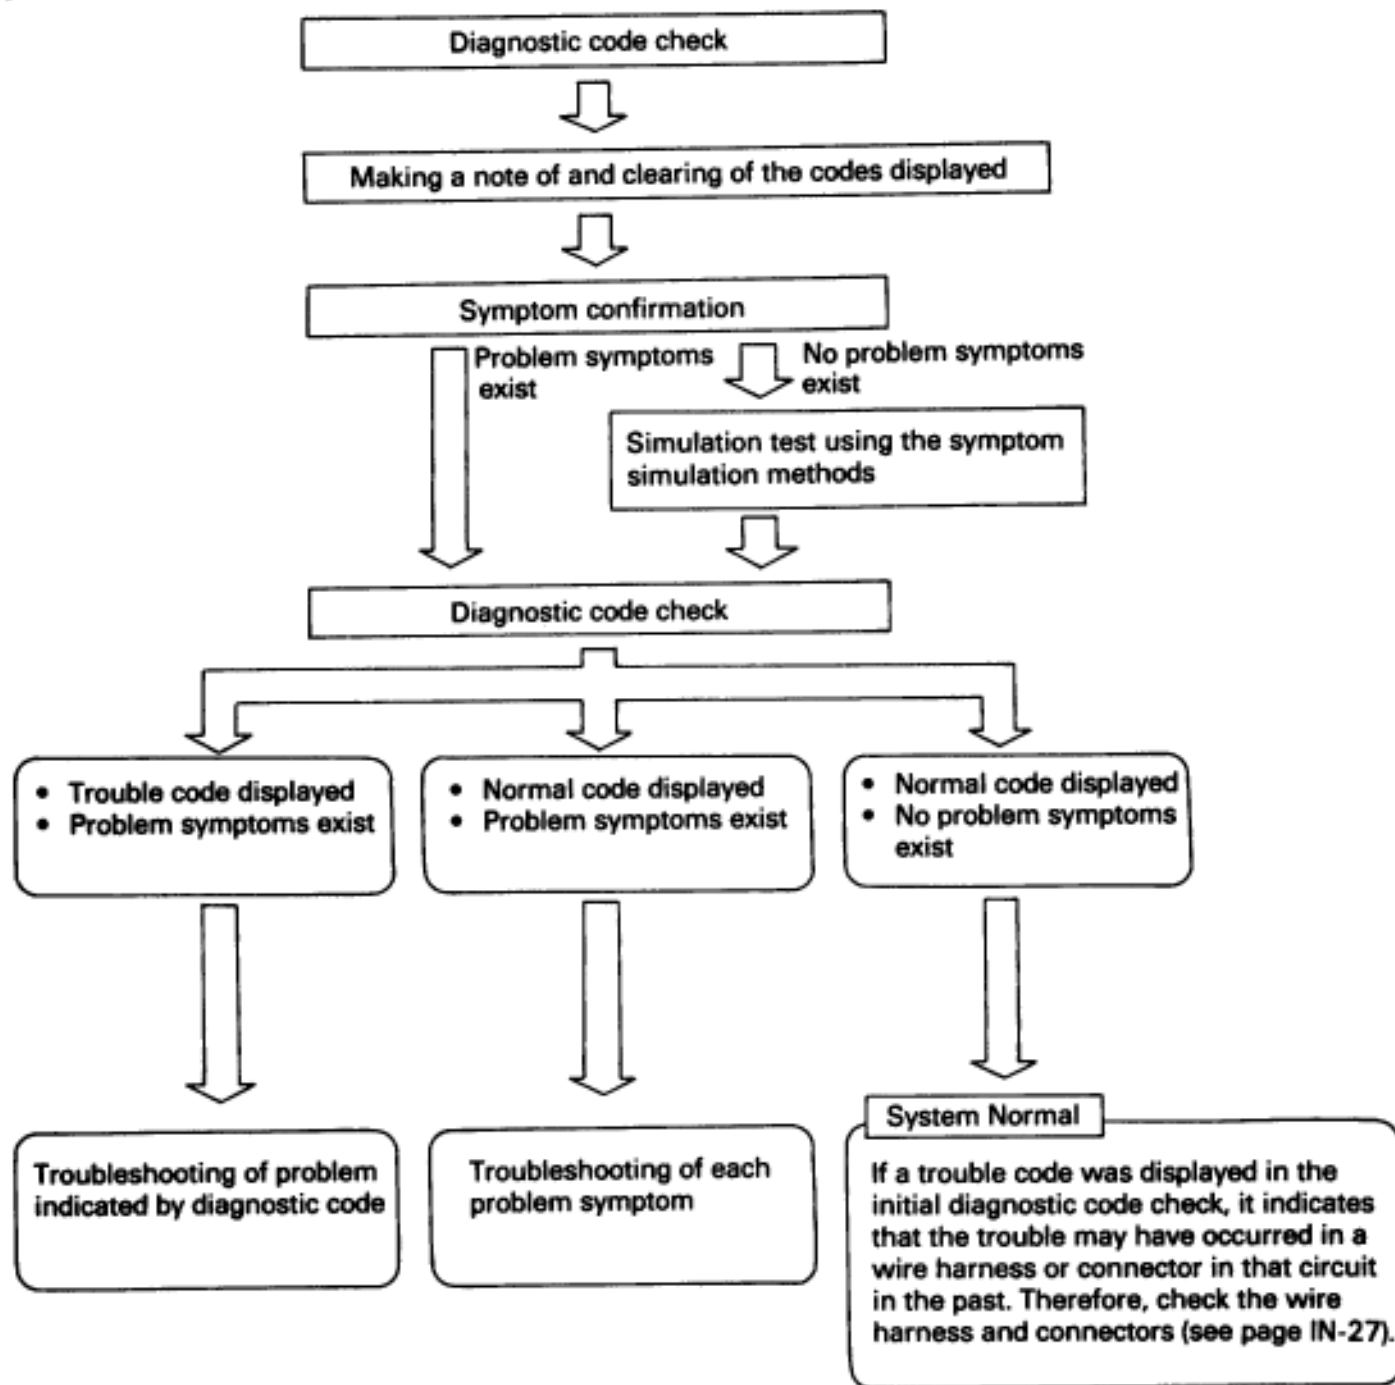 Diagnostic code check
Making a note of and clearing of the codes displayed
Symptom confirmation
Problem symptoms
exist
No problem symptoms
exist
Simulation test using the symptom
simulation methods
Diagnostic code check
• Trouble code displayed
• Problem symptoms exist
• Normal code displayed
• Problem symptoms exist
• Normal code displayed
• No problem symptoms
exist
Troubleshooting of problem
indicated by diagnostic code
Troubleshooting of each
problem symptom
System Normal
If a trouble code was displayed in the
initial diagnostic code check, it indicates
that the trouble may have occurred in a
wire harness or connector in that circuit
in the past. Therefore, check the wire
harness and connectors (see page IN-27).